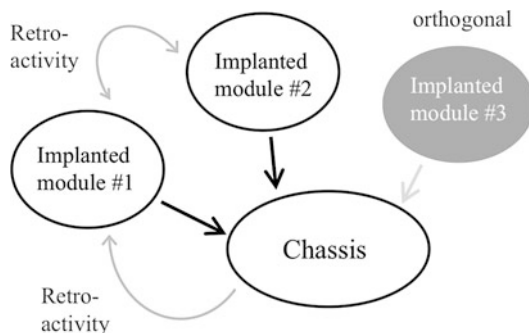 Retro-
activity
Implanted
module #2
orthogonal
Implanted
module #3
Implanted
module #1
Chassis
Retro-
activity